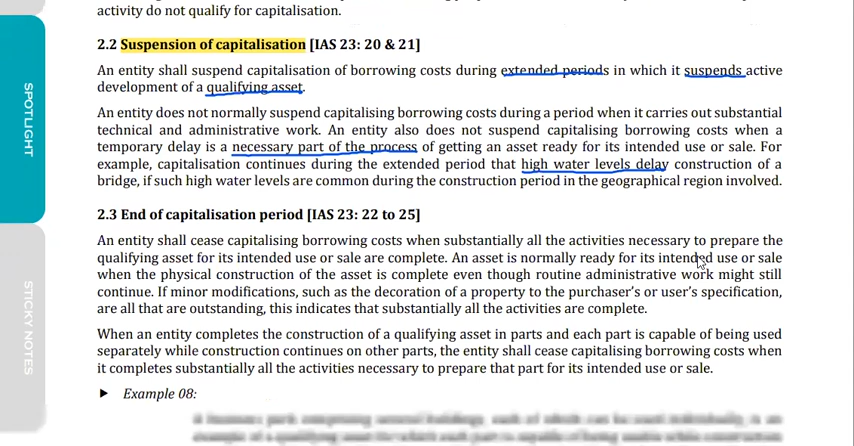 activity do not qualify for capitalisation.
2.2 Suspension of capitalisation [IAS 23: 20 & 21]
An entity shall suspend capitalisation of borrowing costs during extended periods in which it suspends active
development of a qualifying asset.
An entity does not normally suspend capitalising borrowing costs during a period when it carries out substantial
technical and administrative work. An entity also does not suspend capitalising borrowing costs when a
temporary delay is a necessary part of the process of getting an asset ready for its intended use or sale. For
example, capitalisation continues during the extended period that high water levels delay construction of a
bridge, if such high water levels are common during the construction period in the geographical region involved.
2.3 End of capitalisation period [IAS 23: 22 to 25]
An entity shall cease capitalising borrowing costs when substantially all the activities necessary to prepare the
qualifying asset for its intended use or sale are complete. An asset is normally ready for its intended use or sale
when the physical construction of the asset is complete even though routine administrative work might still
continue. If minor modifications, such as the decoration of a property to the purchaser's or user's specification,
are all that are outstanding, this indicates that substantially all the activities are complete.
When an entity completes the construction of a qualifying asset in parts and each part is capable of being used
separately while construction continues on other parts, the entity shall cease capitalising borrowing costs when
it completes substantially all the activities necessary to prepare that part for its intended use or sale.
Example 08:
SPOTLIGHT
STICKY NOTES